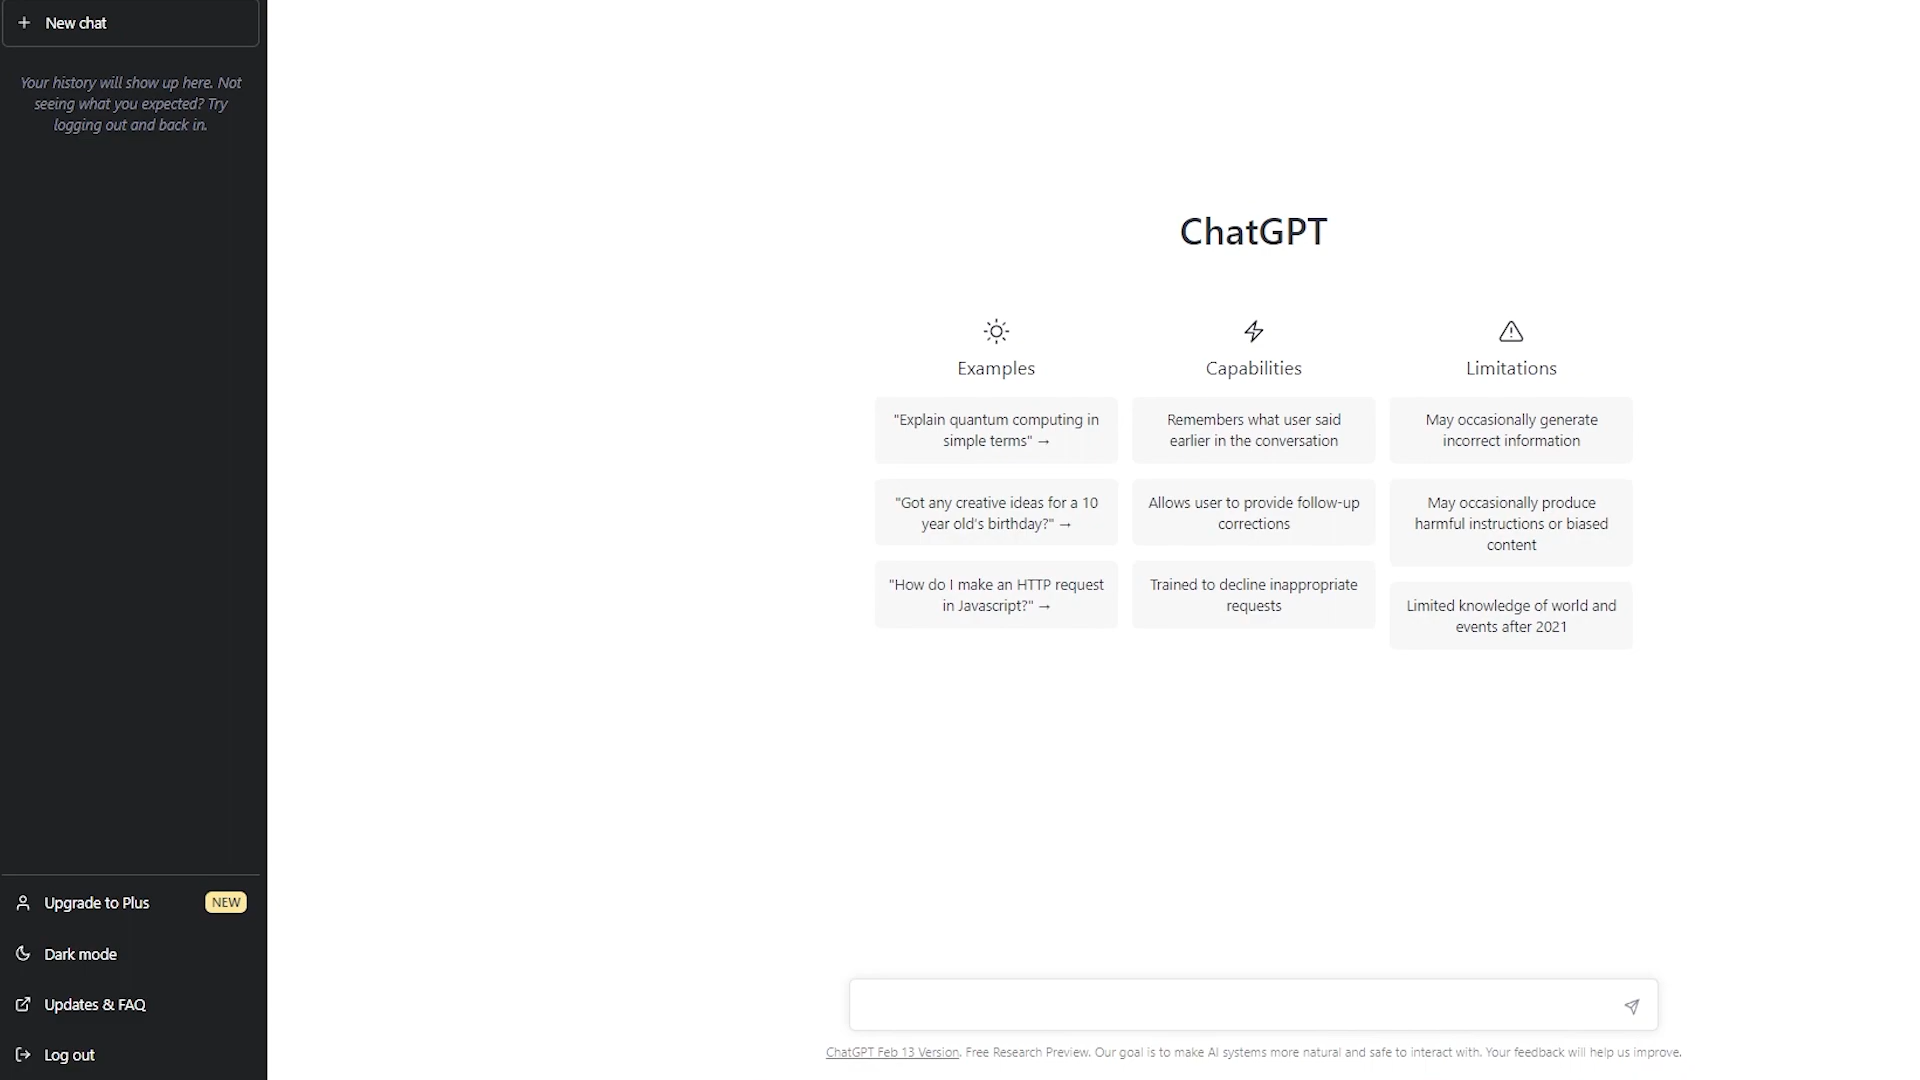 New chat
Your history will show up here. Not
seeing what you expected? Try
logging out and back in.
ChatGPT
Examples
"Explain quantum computing in
simple terms" →
"Got any creative ideas for a 10
year old's birthday?" →
"How do I make an HTTP request
in Javascript?" →
Capabilities
Remembers what user said
earlier in the conversation
Allows user to provide follow-up
corrections
Trained to decline inappropriate
requests
Limitations
May occasionally generate
incorrect information
May occasionally produce
harmful instructions or biased
content
Limited knowledge of world and
events after 2021
Upgrade to Plus NEW
Dark mode
Updates & FAQ
Log out
ChatGPT Feb 13 Version. Free Research Preview. Our goal is to make AI systems more natural and safe to interact with. Your feedback will help us improve.